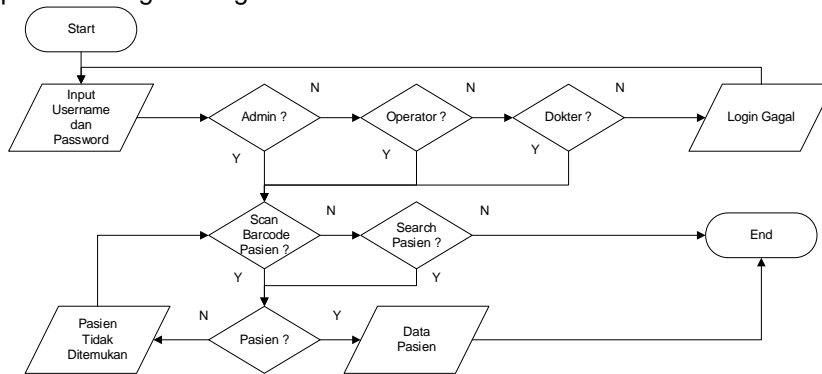 Start
Input
Username
dan
Password
Admin ?
N
Operator ?
N
Dokter ?
N
Login Gagal
Y
Y
Y
Scan
Barcode
Pasien ?
N
Search
Pasien ?
N
End
Y
Y
Pasien
Tidak
Ditemukan
N
Pasien ?
Y
Data
Pasien